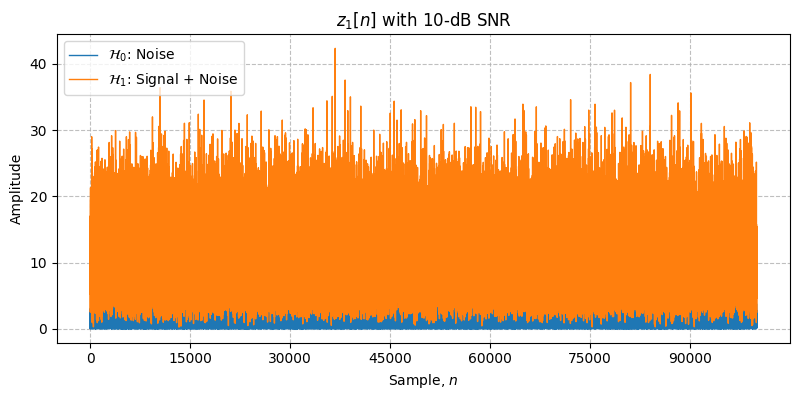 z₁[n] with 10-dB SNR
ℋ₀: Noise
ℋ₁: Signal + Noise
Amplitude
40
30
20
10
0
0 15000 30000 45000 60000 75000 90000
Sample, n